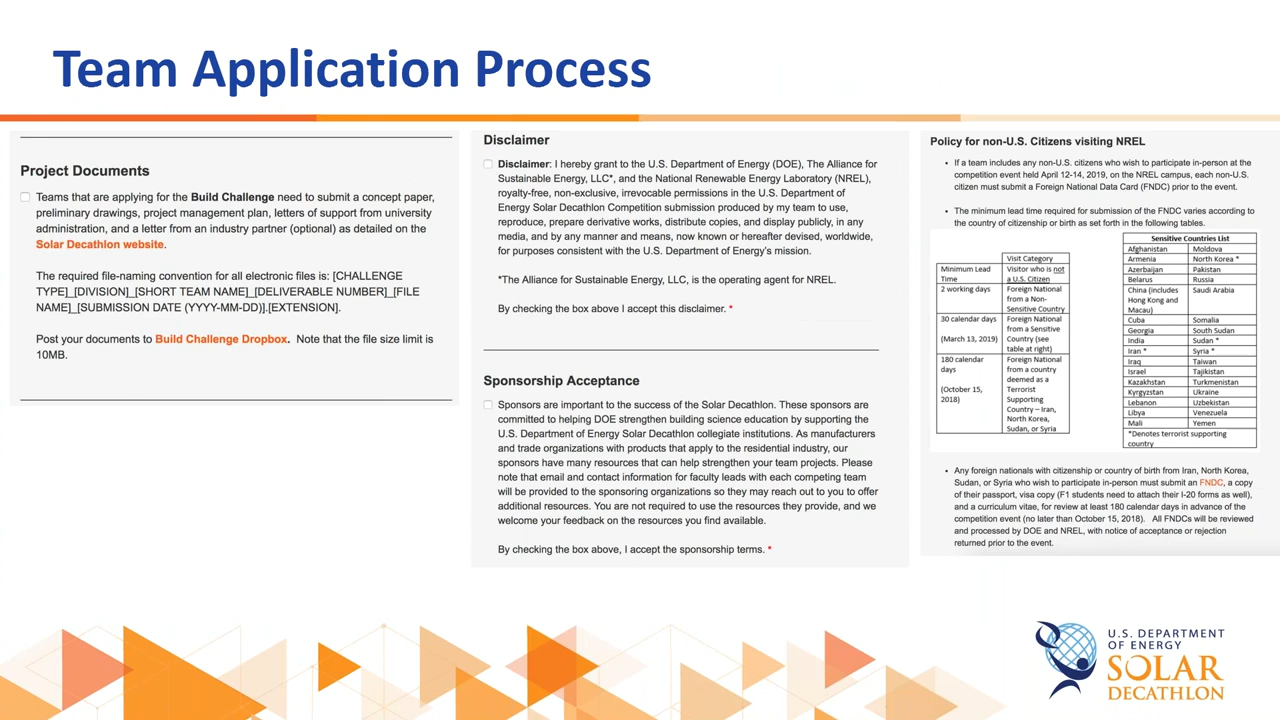 Team Application Process
Project Documents
Teams that are applying for the Build Challenge need to submit a concept paper,
preliminary drawings, project management plan, letters of support from university
administration, and a letter from an industry partner (optional) as detailed on the
Solar Decathlon website.
The required file-naming convention for all electronic files is: [CHALLENGE
TYPE]_[DIVISION]_[SHORT TEAM NAME]_[DELIVERABLE NUMBER]_[FILE
NAME]_[SUBMISSION DATE (YYYY-MM-DD)].[EXTENSION].
Post your documents to Build Challenge Dropbox. Note that the file size limit is
10MB.
Disclaimer
Disclaimer: I hereby grant to the U.S. Department of Energy (DOE), The Alliance for
Sustainable Energy, LLC*, and the National Renewable Energy Laboratory (NREL),
royalty-free, non-exclusive, irrevocable permissions in the U.S. Department of
Energy Solar Decathlon Competition submission produced by my team to use,
reproduce, prepare derivative works, distribute copies, and display publicly, in any
media, and by any manner and means, now known or hereafter devised, worldwide,
for purposes consistent with the U.S. Department of Energy's mission.
*The Alliance for Sustainable Energy, LLC, is the operating agent for NREL.
By checking the box above I accept this disclaimer. *
Sponsorship Acceptance
Sponsors are important to the success of the Solar Decathlon. These sponsors are
committed to helping DOE strengthen building science education by supporting the
U.S. Department of Energy Solar Decathlon collegiate institutions. As manufacturers
and trade organizations with products that apply to the residential industry, our
sponsors have many resources that can help strengthen your team projects. Please
note that email and contact information for faculty leads with each competing team
will be provided to the sponsoring organizations so they may reach out to you to offer
additional resources. You are not required to use the resources they provide, and we
welcome your feedback on the resources you find available.
By checking the box above, I accept the sponsorship terms. *
Policy for non-U.S. Citizens visiting NREL
• If a team includes any non-U.S. citizens who wish to participate in-person at the
competition event held April 12-14, 2019, on the NREL campus, each non-U.S.
citizen must submit a Foreign National Data Card (FNDC) prior to the event.
• The minimum lead time required for submission of the FNDC varies according to
the country of citizenship or birth as set forth in the following tables.
Visit Category
Minimum Lead Visitor who is not
Time a U.S. Citizen
2 working days Foreign National
from a Non-
Sensitive Country
30 calendar days Foreign National
from a Sensitive
(March 13, 2019) Country (see
table at right)
180 calendar Foreign National
days from a country
deemed as a
(October 15, Terrorist
2018) Supporting
Country – Iran,
North Korea,
Sudan, or Syria
Sensitive Countries List
Afghanistan Moldova
Armenia North Korea *
Azerbaijan Pakistan
Belarus Russia
China (includes Saudi Arabia
Hong Kong and
Macau)
Cuba Somalia
Georgia South Sudan
India Sudan *
Iran * Syria *
Iraq Taiwan
Israel Tajikistan
Kazakhstan Turkmenistan
Kyrgyzstan Ukraine
Lebanon Uzbekistan
Libya Venezuela
Mali Yemen
*Denotes terrorist supporting
country
• Any foreign nationals with citizenship or country of birth from Iran, North Korea,
Sudan, or Syria who wish to participate in-person must submit an FNDC, a copy
of their passport, visa copy (F1 students need to attach their I-20 forms as well),
and a curriculum vitae, for review at least 180 calendar days in advance of the
competition event (no later than October 15, 2018). All FNDCs will be reviewed
and processed by DOE and NREL, with notice of acceptance or rejection
returned prior to the event.
U.S. DEPARTMENT
OF ENERGY
SOLAR
DECATHLON